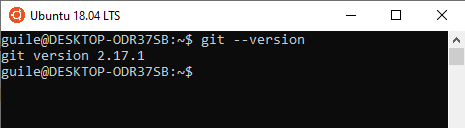 Ubuntu 18.04 LTS
guile@DESKTOP-ODR37SB:~$ git --version
git version 2.17.1
guile@DESKTOP-ODR37SB:~$